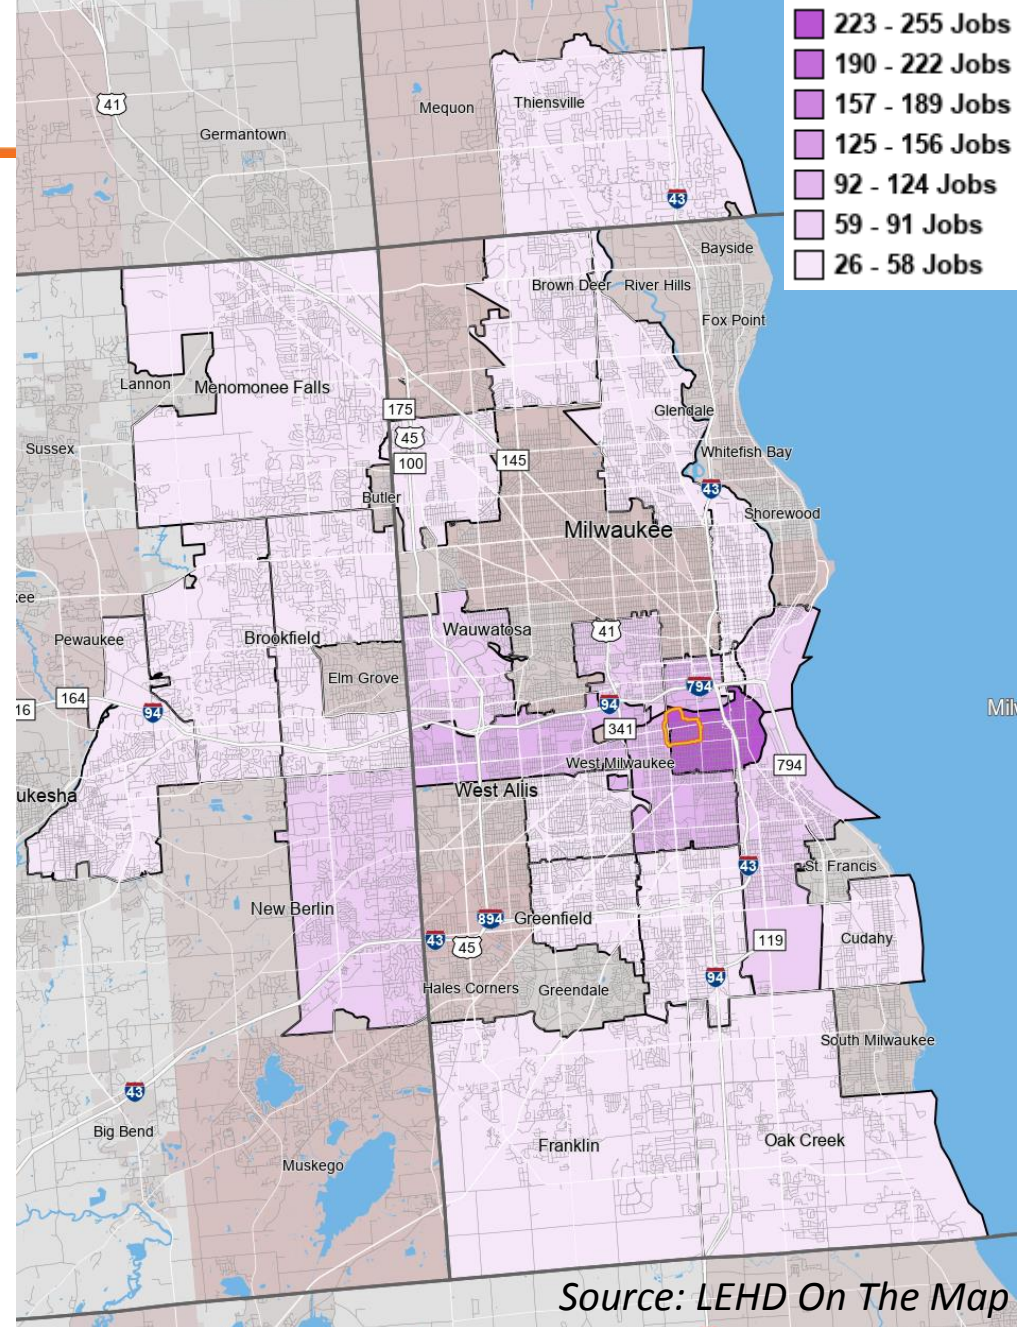 223 - 255 Jobs
190 - 222 Jobs
157 - 189 Jobs
125 - 156 Jobs
92 - 124 Jobs
59 - 91 Jobs
26 - 58 Jobs
41
Mequon
Thiensville
Germantown
43
Bayside
Brown Deer
River Hills
Fox Point
Lannon
Menomonee Falls
175
Glendale
45
Sussex
100
145
Whitefish Bay
43
Butler
Shorewood
Milwaukee
Pewaukee
Brookfield
Wauwatosa
41
Elm Grove
794
164
16
94
94
341
West Milwaukee
794
West Allis
43
St. Francis
New Berlin
894
Greenfield
43
45
119
Cudahy
94
Hales Corners
Greendale
South Milwaukee
43
Big Bend
Franklin
Oak Creek
Muskego
Source: LEHD On The Map